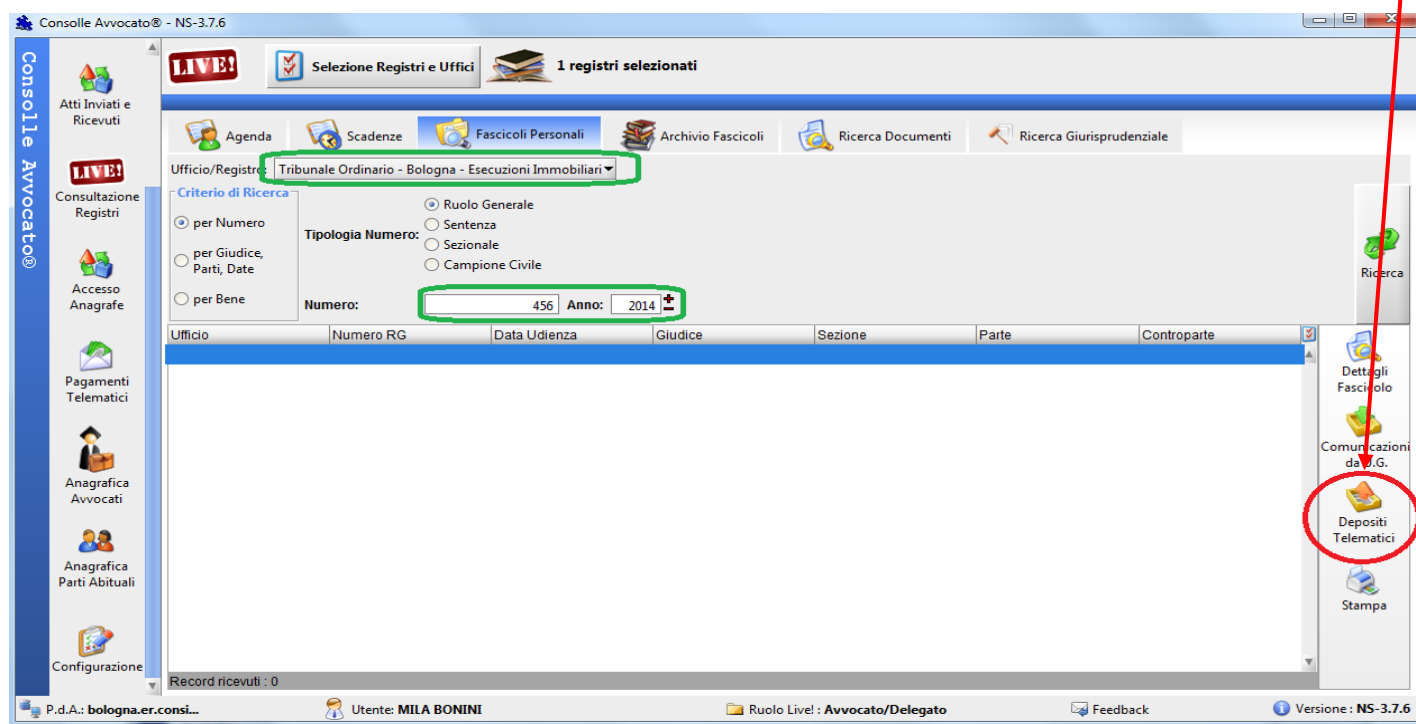 Consolle Avvocato® - NS-3.7.6
Consolle Avvocato®
Atti Inviati e
Ricevuti
LIVE!
Consultazione
Registri
Accesso
Anagrafe
Pagamenti
Telematici
Anagrafica
Avvocati
Anagrafica
Parti Abituali
Configurazione
LIVE!
Selezione Registri e Uffici
1 registri selezionati
Agenda
Scadenze
Fascicoli Personali
Archivio Fascicoli
Ricerca Documenti
Ricerca Giurisprudenziale
Ufficio/Registro: Tribunale Ordinario - Bologna - Esecuzioni Immobiliari
Criterio di Ricerca
per Numero
per Giudice,
Parti, Date
per Bene
Tipologia Numero:
Ruolo Generale
Sentenza
Sezionale
Campione Civile
Numero: 456 Anno: 2014
Ricerca
Ufficio Numero RG Data Udienza Giudice Sezione Parte Controparte
Dettagli
Fascicolo
Comunicazioni
da U.G.
Depositi
Telematici
Stampa
Record ricevuti : 0
P.d.A.: bologna.er.consi... Utente: MILA BONINI Ruolo Live! : Avvocato/Delegato Feedback Versione : NS-3.7.6